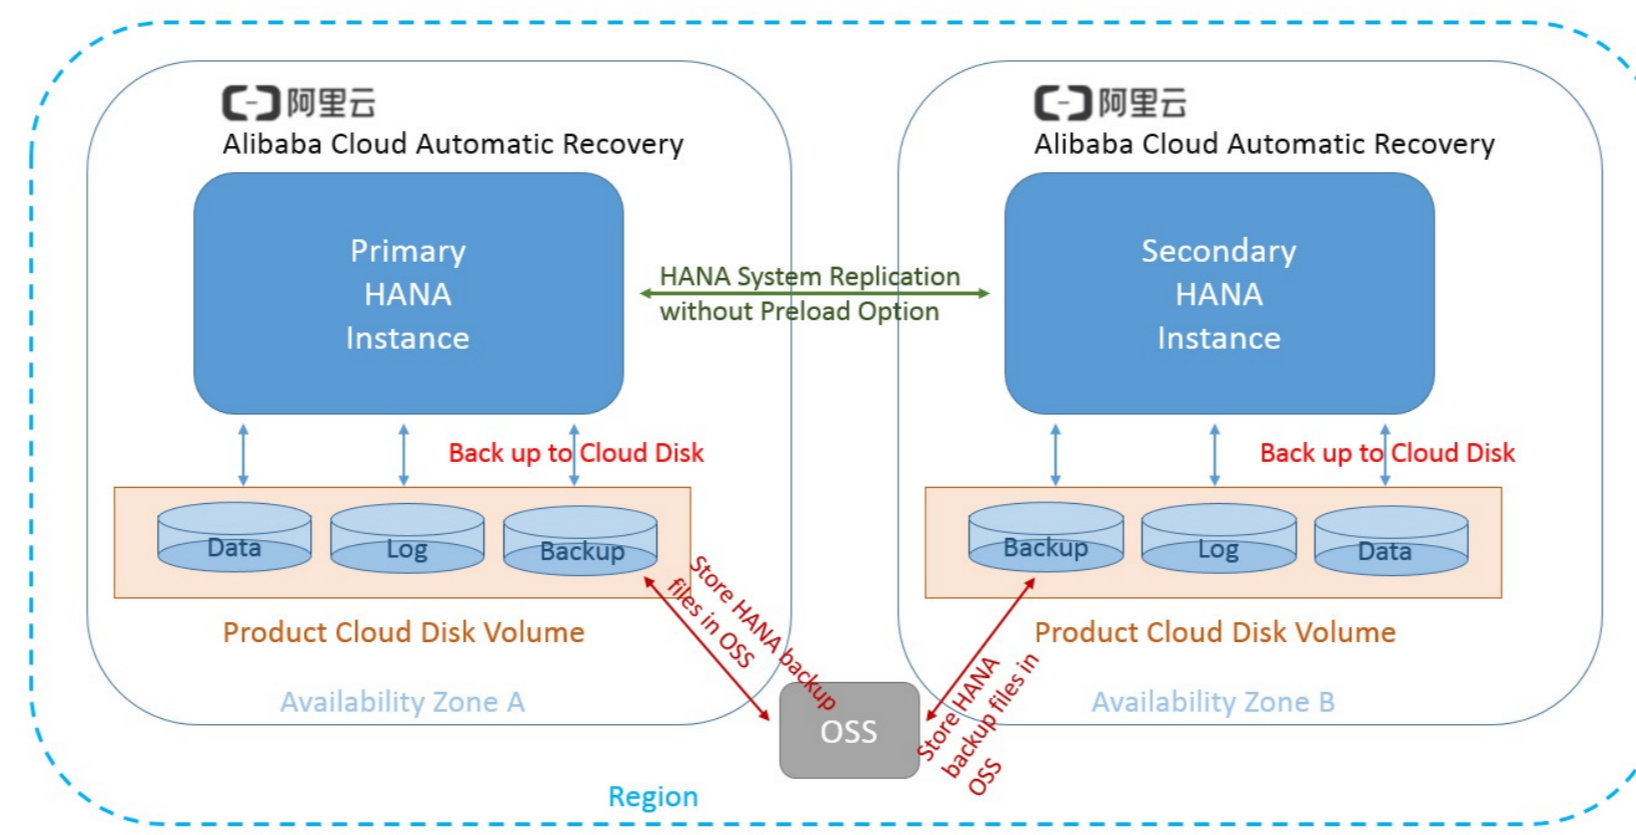 阿里云
Alibaba Cloud Automatic Recovery
Primary
HANA
Instance
Back up to Cloud Disk
Data
Log
Backup
Product Cloud Disk Volume
Availability Zone A
HANA System Replication
without Preload Option
阿里云
Alibaba Cloud Automatic Recovery
Secondary
HANA
Instance
Back up to Cloud Disk
Backup
Log
Data
Product Cloud Disk Volume
Availability Zone B
Store HANA backup
files in OSS
OSS
Store HANA
backup files in
OSS
Region